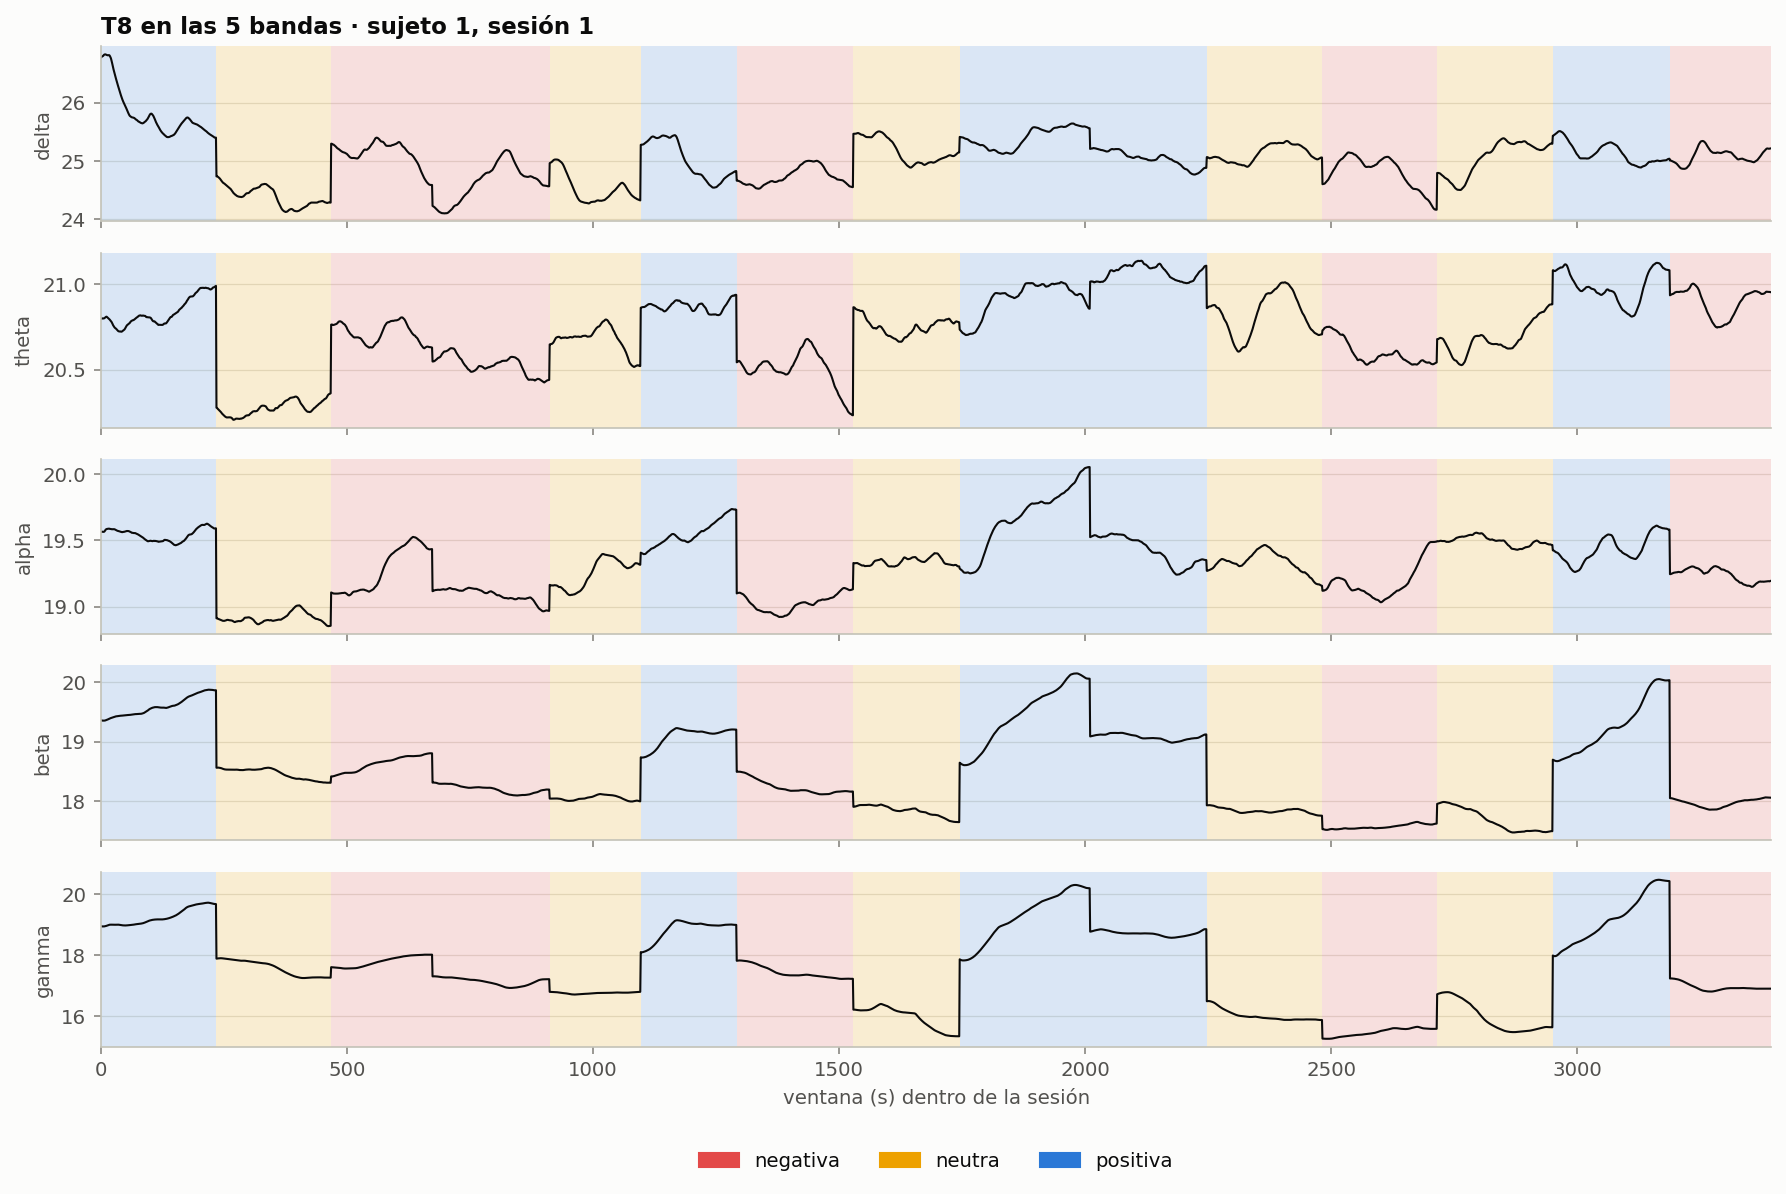 T8 en las 5 bandas · sujeto 1, sesión 1
delta
26
25
24
theta
21.0
20.5
alpha
20.0
19.5
19.0
beta
20
19
18
gamma
20
18
16
0 500 1000 1500 2000 2500 3000
ventana (s) dentro de la sesión
negativa neutra positiva